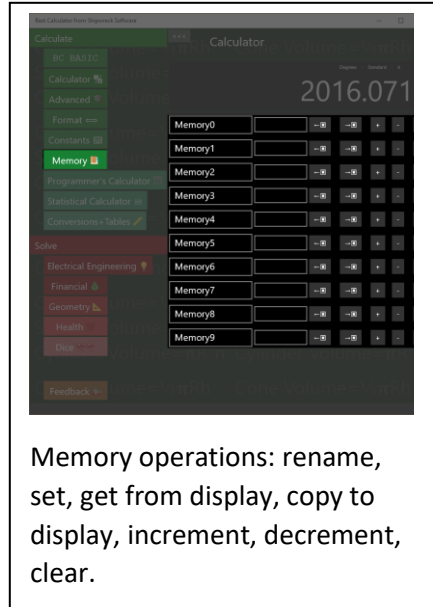 Best Calculator from Shipwreck Software
Calculate
Calculator
BC BASIC
Calculator
Degrees Standard
Advanced
2016.071
Format
Constants
Memory
Programmer's Calculator
Statistical Calculator
Conversions+Tables
Solve
Electrical Engineering
Financial
Geometry
Health
Dice
Feedback
Memory0 + -
Memory1 + -
Memory2 + -
Memory3 + -
Memory4 + -
Memory5 + -
Memory6 + -
Memory7 + -
Memory8 + -
Memory9 + -
Memory operations: rename,
set, get from display, copy to
display, increment, decrement,
clear.